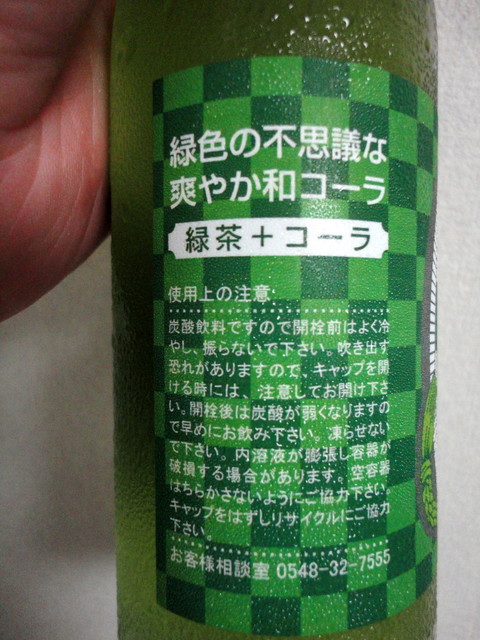 緑色の不思議な
爽やか和コーラ
緑茶+コーラ
使用上の注意:
炭酸飲料ですので開栓前はよく冷
やし、振らないで下さい。吹き出す
恐れがありますので、キャップを開
ける時には、注意してお開け下さ
い。開栓後は炭酸が弱くなりますの
で早めにお飲み下さい。凍らせない
で下さい。内溶液が膨張し容器が
破損する場合があります。空容器
はちらかさないようにご協力下さい。
キャップをはずしリサイクルにご協力
下さい。
お客様相談室 0548-32-7555